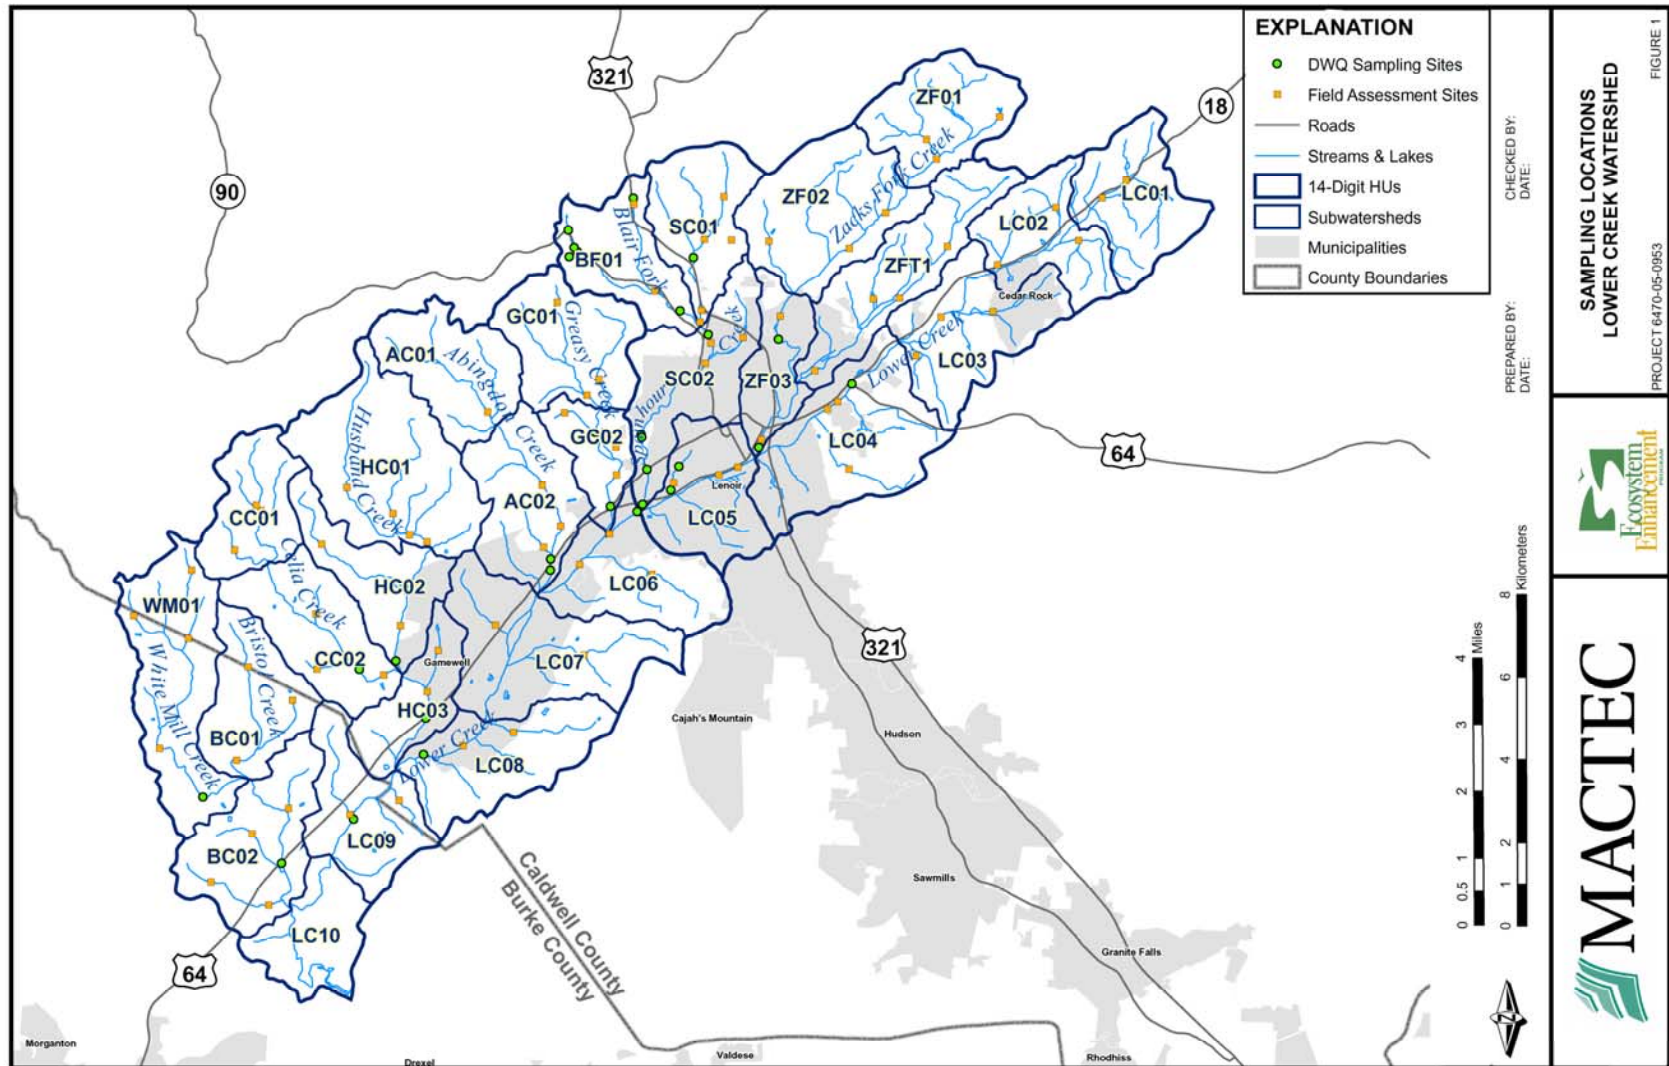 EXPLANATION
DWQ Sampling Sites
Field Assessment Sites
Roads
Streams & Lakes
14-Digit HUs
Subwatersheds
Municipalities
County Boundaries
321
18
90
64
321
64
ZF01
ZF02
Zacks Fork Creek
LC01
LC02
SC01
Blair Fork
BF01
ZFT1
Cedar Rock
GC01
Greasy Creek
AC01
Abingdon Creek
Creek
SC02
ZF03
Lower Creek
LC03
Husband Creek
HC01
GC02
LC04
Lenoir
CC01
AC02
LC05
Celia Creek
HC02
LC06
WM01
Bristol Creek
CC02
Gamewell
LC07
White Mill Creek
BC01
HC03
Lower Creek
LC08
Cajah's Mountain
Hudson
BC02
LC09
LC10
Caldwell County
Burke County
Sawmills
Granite Falls
Morganton
Drexel
Valdese
Rhodhiss
CHECKED BY:
DATE:
PREPARED BY:
DATE:
0 0.5 1 2 3 4
Miles
0 1 2 4 6 8
Kilometers
N
SAMPLING LOCATIONS
LOWER CREEK WATERSHED
PROJECT 6470-05-0953
FIGURE 1
Ecosystem
Enhancement
PROGRAM
MACTEC